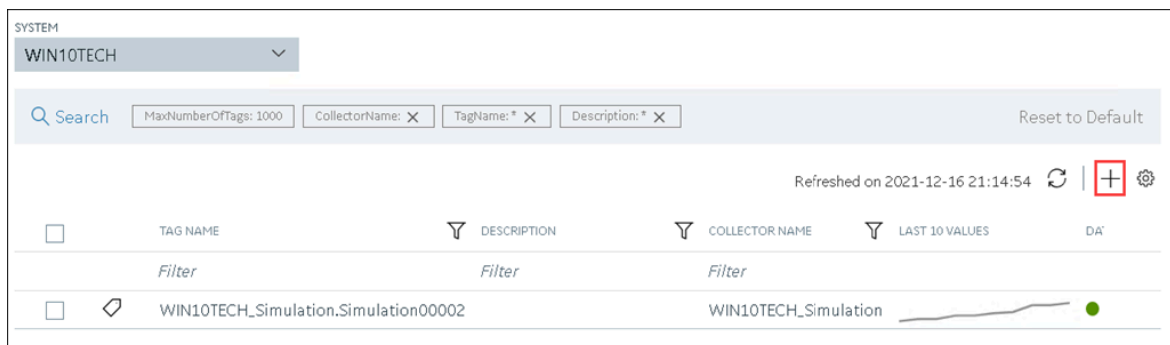 SYSTEM
WIN10TECH
Search MaxNumberOfTags: 1000 CollectorName: TagName: * Description: * Reset to Default
Refreshed on 2021-12-16 21:14:54
TAG NAME DESCRIPTION COLLECTOR NAME LAST 10 VALUES DA
Filter Filter Filter
WIN10TECH_Simulation.Simulation00002 WIN10TECH_Simulation